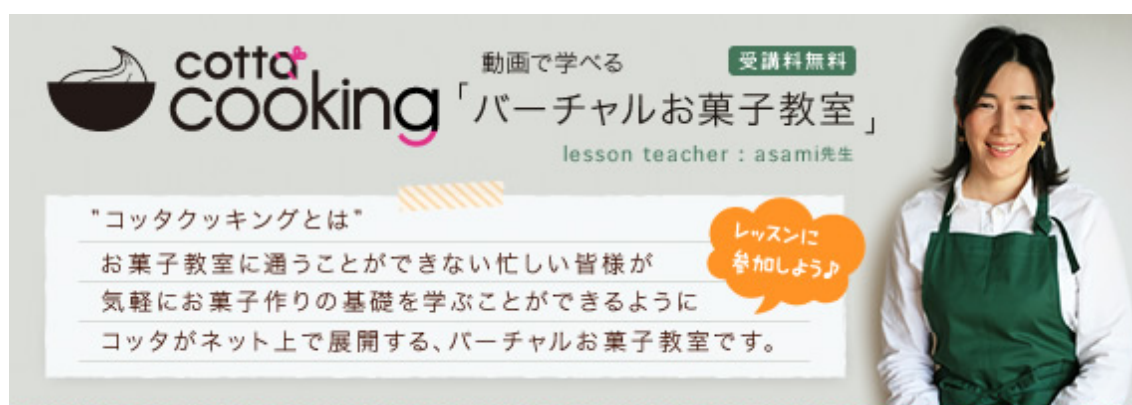 cotta
cooking
動画で学べる
受講料無料
「バーチャルお菓子教室」
lesson teacher : asami先生
"コッタクッキングとは"
お菓子教室に通うことができない忙しい皆様が
気軽にお菓子作りの基礎を学ぶことができるように
コッタがネット上で展開する、バーチャルお菓子教室です。
レッスンに
参加しよう♪